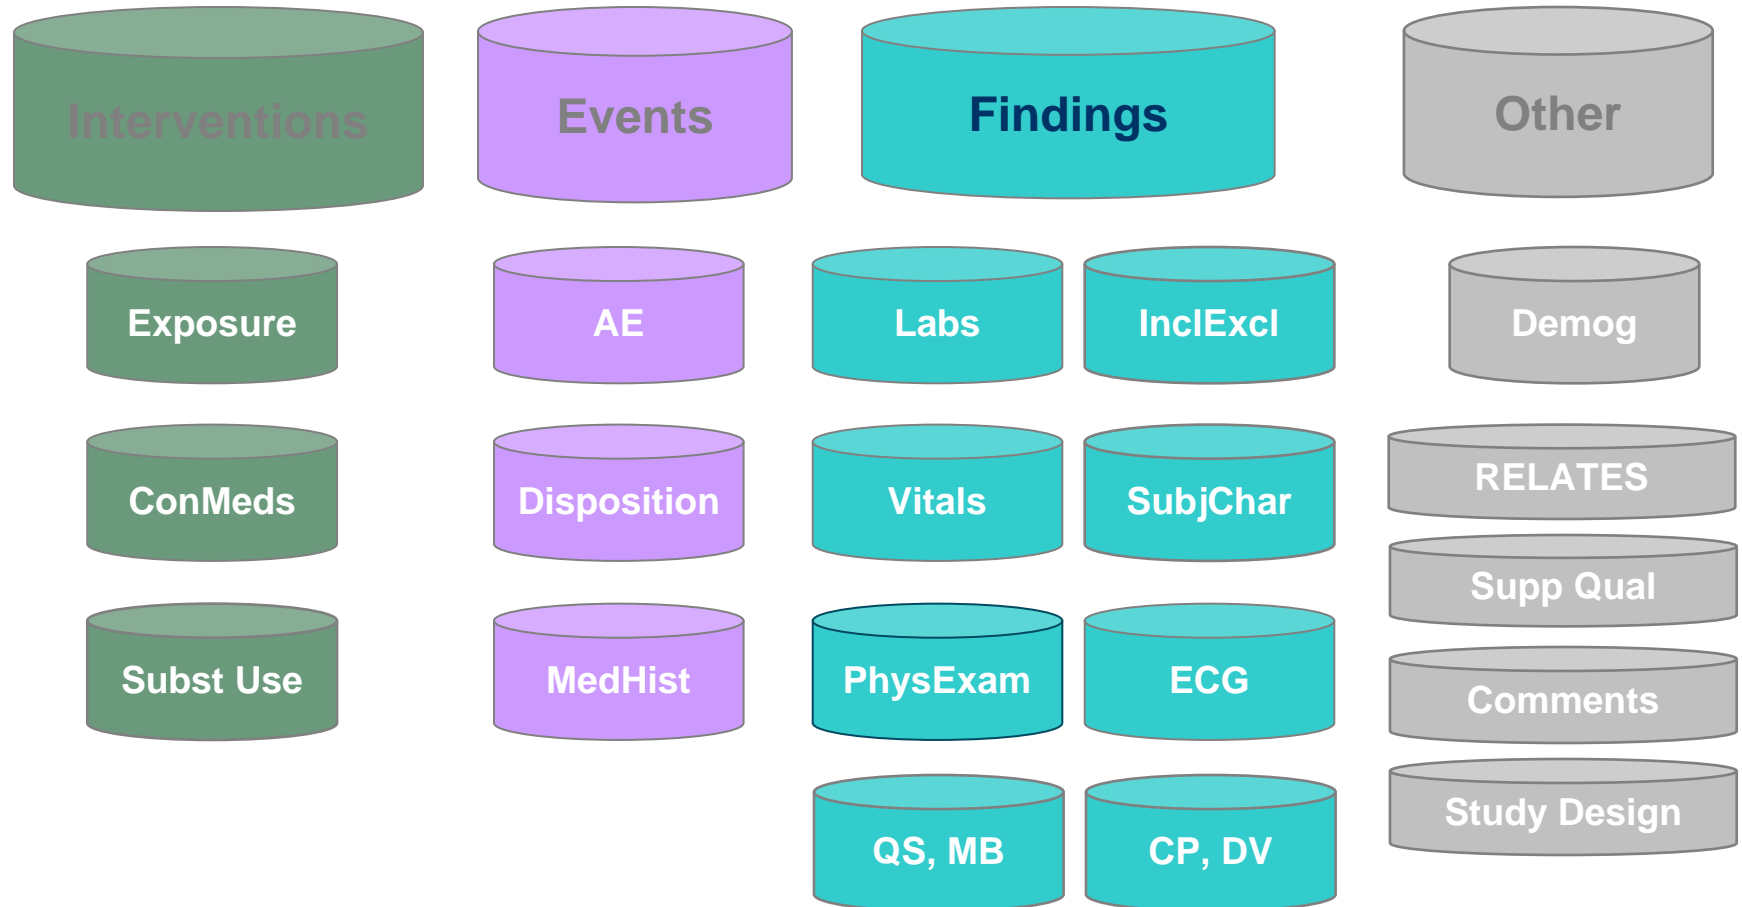 Interventions
Events
Findings
Other
Exposure
AE
Labs
InclExcl
Demog
ConMeds
Disposition
Vitals
SubjChar
RELATES
Supp Qual
Subst Use
MedHist
PhysExam
ECG
Comments
Study Design
QS, MB
CP, DV